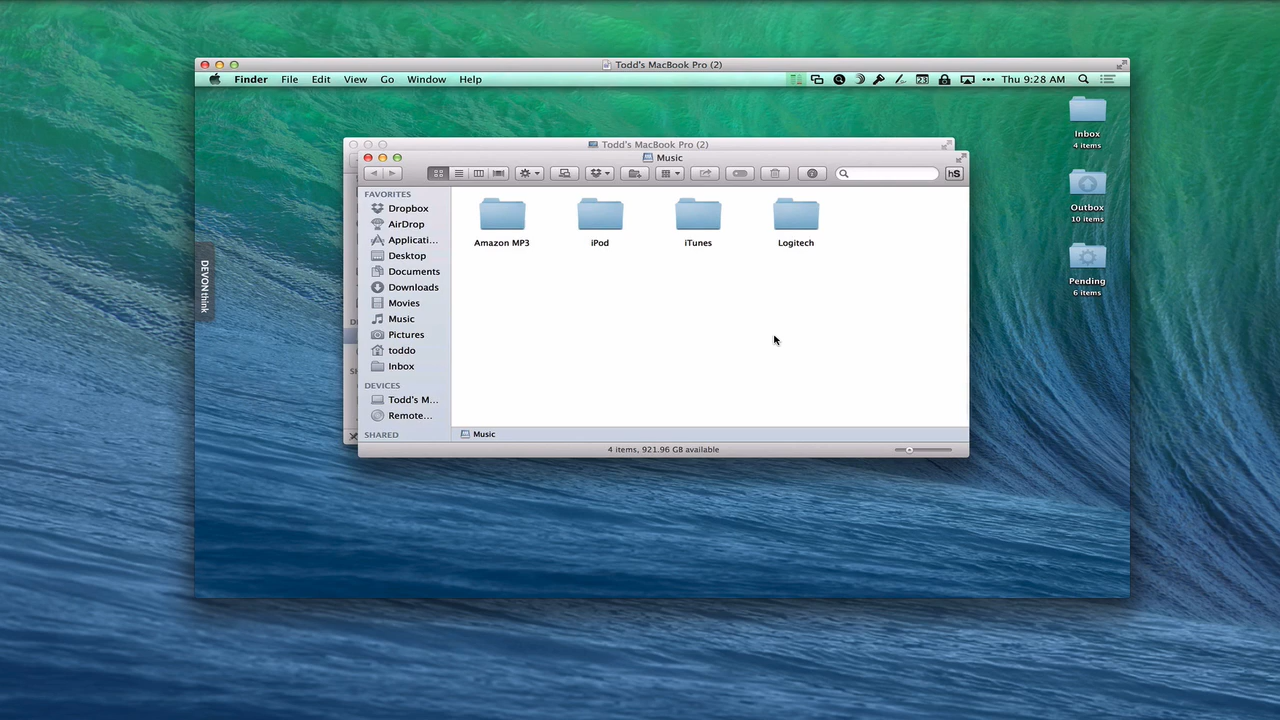 Todd's MacBook Pro (2)
Finder File Edit View Go Window Help 23 Thu 9:28 AM
Inbox
4 items
Outbox
10 items
Pending
6 items
DEVONthink
Todd's MacBook Pro (2)
Music
hS
FAVORITES
Dropbox
AirDrop
Applicati...
Desktop
Documents
Downloads
Movies
Music
Pictures
toddo
Inbox
DEVICES
Todd's M...
Remote...
SHARED
Amazon MP3 iPod iTunes Logitech
Music
4 items, 921.96 GB available